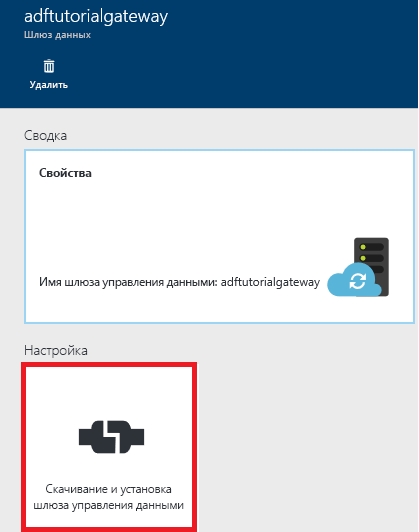 adftutorialgateway
Шлюз данных
Удалить
Сводка
Свойства
Имя шлюза управления данными: adftutorialgateway
Настройка
Скачивание и установка
шлюза управления данными